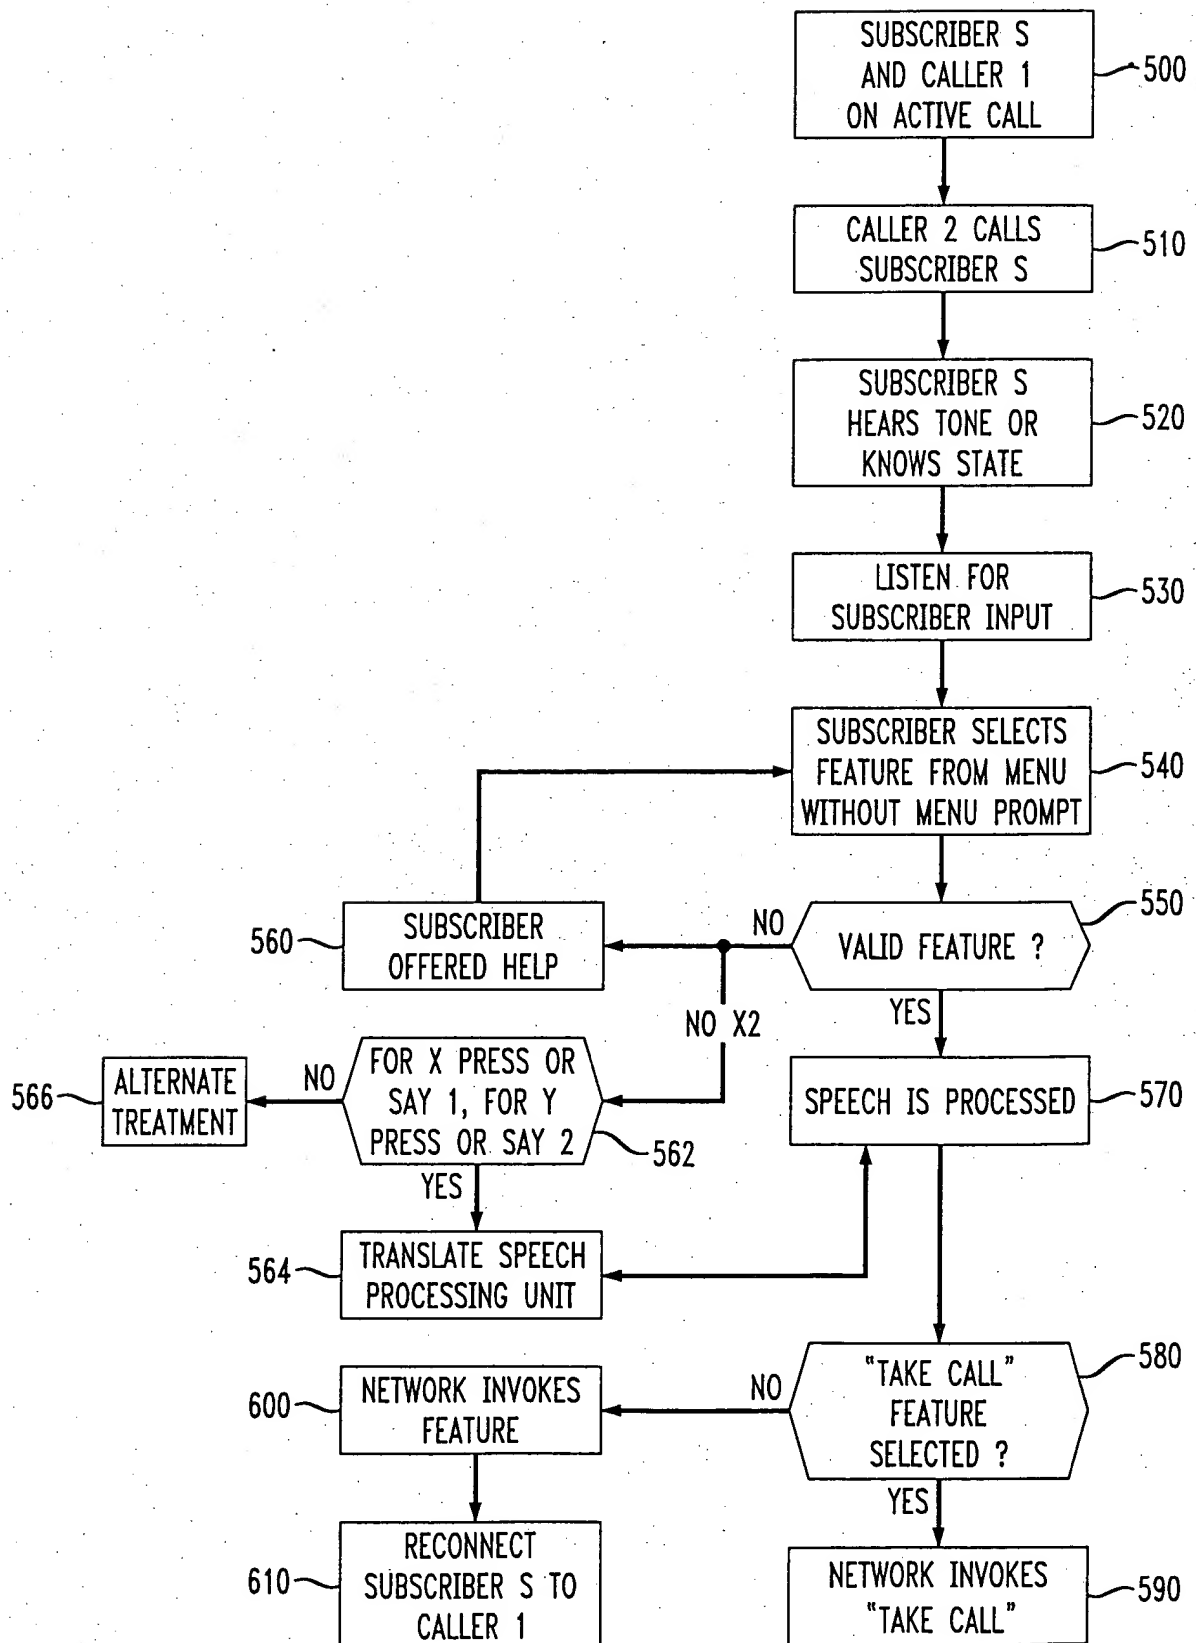 SUBSCRIBER S
AND CALLER 1
ON ACTIVE CALL
500
CALLER 2 CALLS
SUBSCRIBER S
510
SUBSCRIBER S
HEARS TONE OR
KNOWS STATE
520
LISTEN FOR
SUBSCRIBER INPUT
530
SUBSCRIBER SELECTS
FEATURE FROM MENU
WITHOUT MENU PROMPT
540
VALID FEATURE ?
550
NO
560
SUBSCRIBER
OFFERED HELP
NO X2
YES
FOR X PRESS OR
SAY 1, FOR Y
PRESS OR SAY 2
562
NO
566
ALTERNATE
TREATMENT
SPEECH IS PROCESSED
570
YES
564
TRANSLATE SPEECH
PROCESSING UNIT
"TAKE CALL"
FEATURE
SELECTED ?
580
NO
600
NETWORK INVOKES
FEATURE
YES
610
RECONNECT
SUBSCRIBER S TO
CALLER 1
NETWORK INVOKES
"TAKE CALL"
590